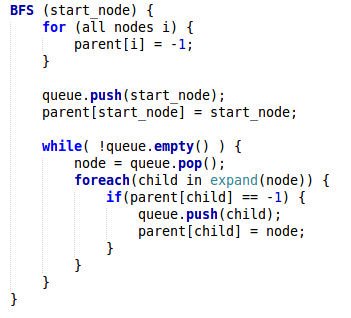 BFS (start_node) {
    for (all nodes i) {
        parent[i] = -1;
    }

    queue.push(start_node);
    parent[start_node] = start_node;

    while( !queue.empty() ) {
        node = queue.pop();
        foreach(child in expand(node)) {
            if(parent[child] == -1) {
                queue.push(child);
                parent[child] = node;
            }
        }
    }
}